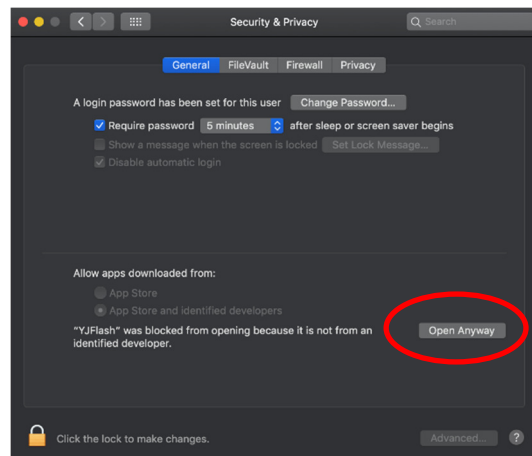 Security & Privacy
Search
General FileVault Firewall Privacy
A login password has been set for this user Change Password...
Require password 5 minutes after sleep or screen saver begins
Show a message when the screen is locked Set Lock Message...
Disable automatic login
Allow apps downloaded from:
App Store
App Store and identified developers
“YJFlash” was blocked from opening because it is not from an Open Anyway
identified developer.
Click the lock to make changes. Advanced... ?